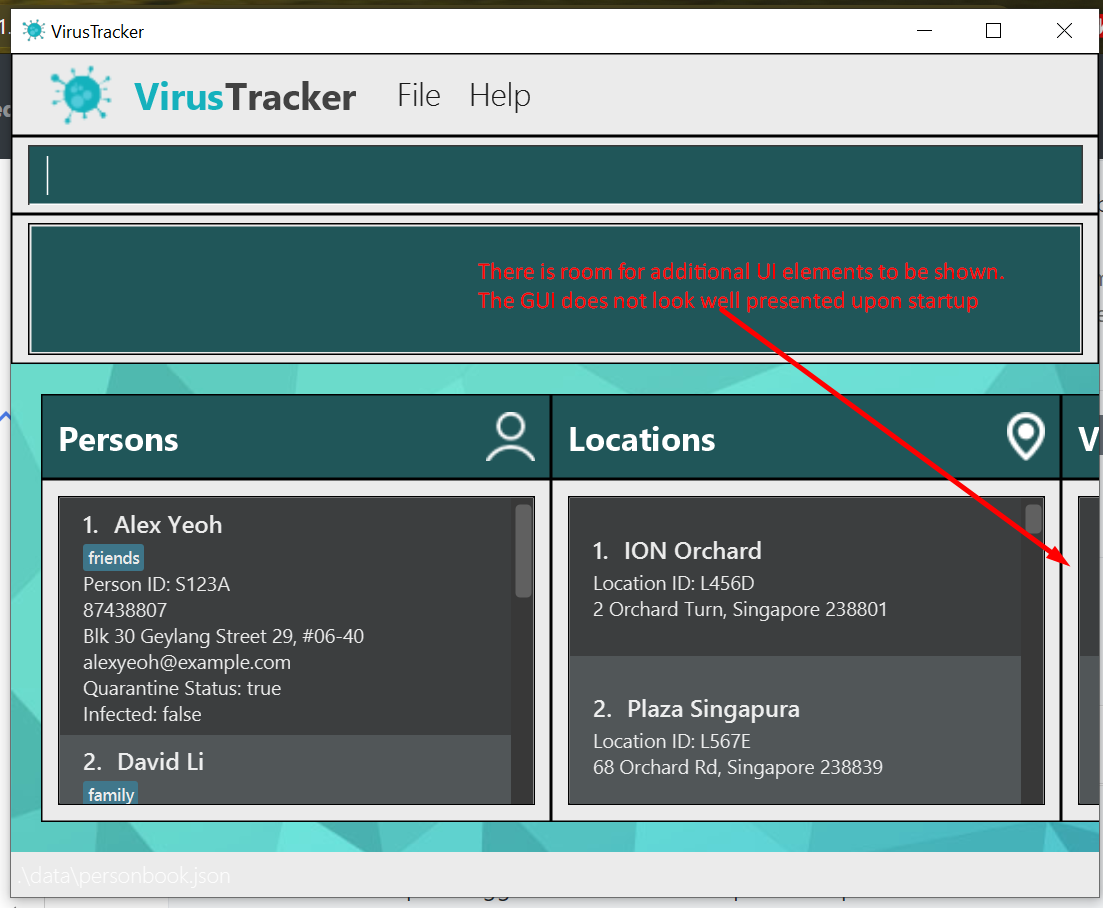 VirusTracker
VirusTracker File Help
There is room for additional UI elements to be shown.
The GUi does not look well presented upon startup
Persons
Locations
V
1. Alex Yeoh
friends
Person ID: S123A
87438807
Blk 30 Geylang Street 29, #06-40
alexyeoh@example.com
Quarantine Status: true
Infected: false
2. David Li
family
1. ION Orchard
Location ID: L456D
2 Orchard Turn, Singapore 238801
2. Plaza Singapura
Location ID: L567E
68 Orchard Rd, Singapore 238839
.\data\personbook.json